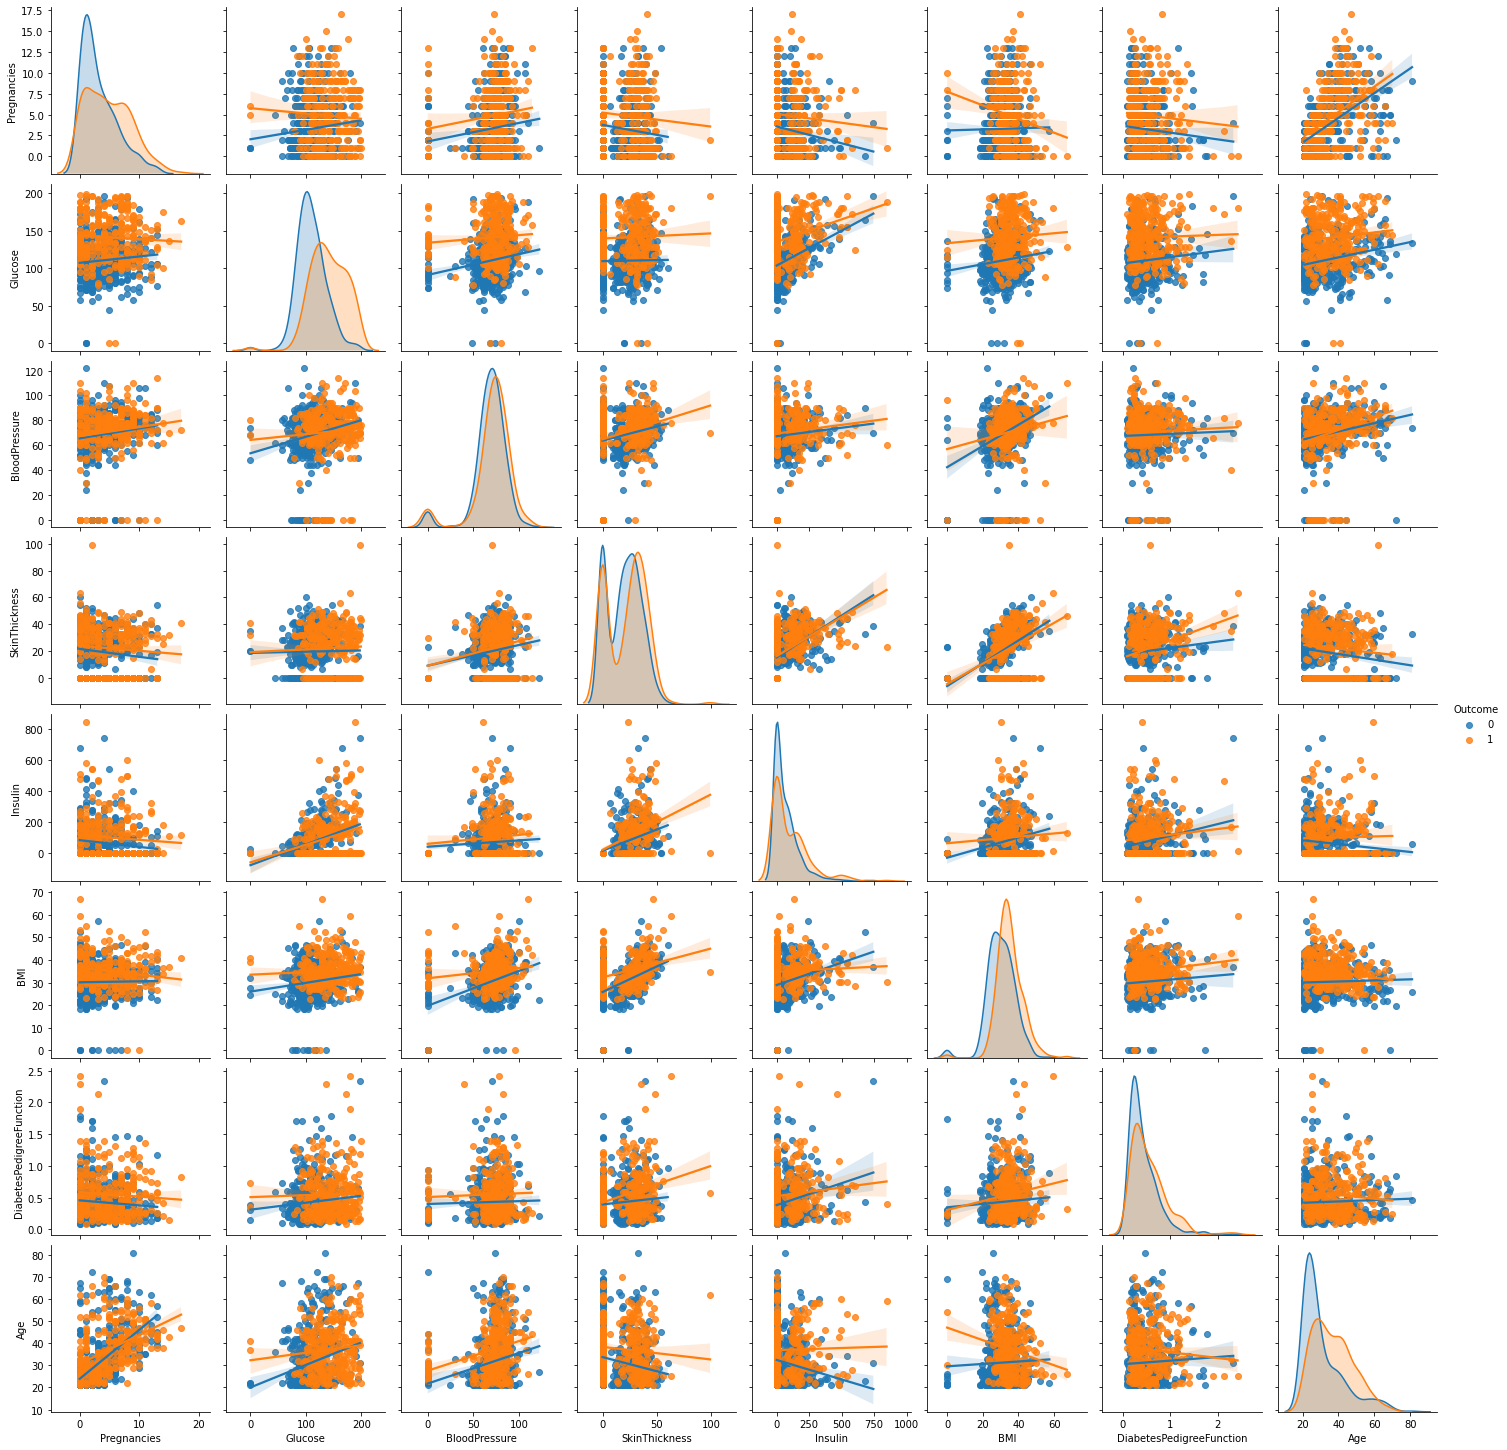 17.5
15.0
12.5
10.0
7.5
5.0
2.5
0.0
Pregnancies
200
150
100
50
0
Glucose
120
100
80
60
40
20
0
BloodPressure
100
80
60
40
20
0
SkinThickness
800
600
400
200
0
Insulin
Outcome
0
1
70
60
50
40
30
20
10
0
BMI
2.5
2.0
1.5
1.0
0.5
0.0
DiabetesPedigreeFunction
80
70
60
50
40
30
20
10
Age
0 10 20
0 100 200
0 50 100
0 50 100
0 250 500 750 1000
0 20 40 60
0 1 2
20 40 60 80
Pregnancies
Glucose
BloodPressure
SkinThickness
Insulin
BMI
DiabetesPedigreeFunction
Age